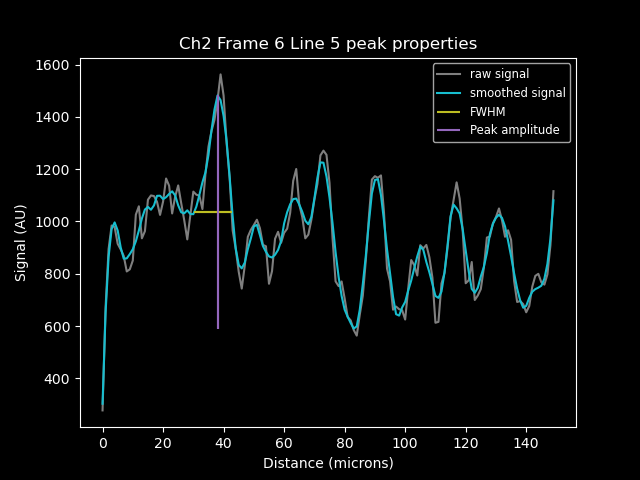 Ch2 Frame 6 Line 5 peak properties
raw signal
smoothed signal
FWHM
Peak amplitude
Signal (AU)
1600
1400
1200
1000
800
600
400
0 20 40 60 80 100 120 140
Distance (microns)